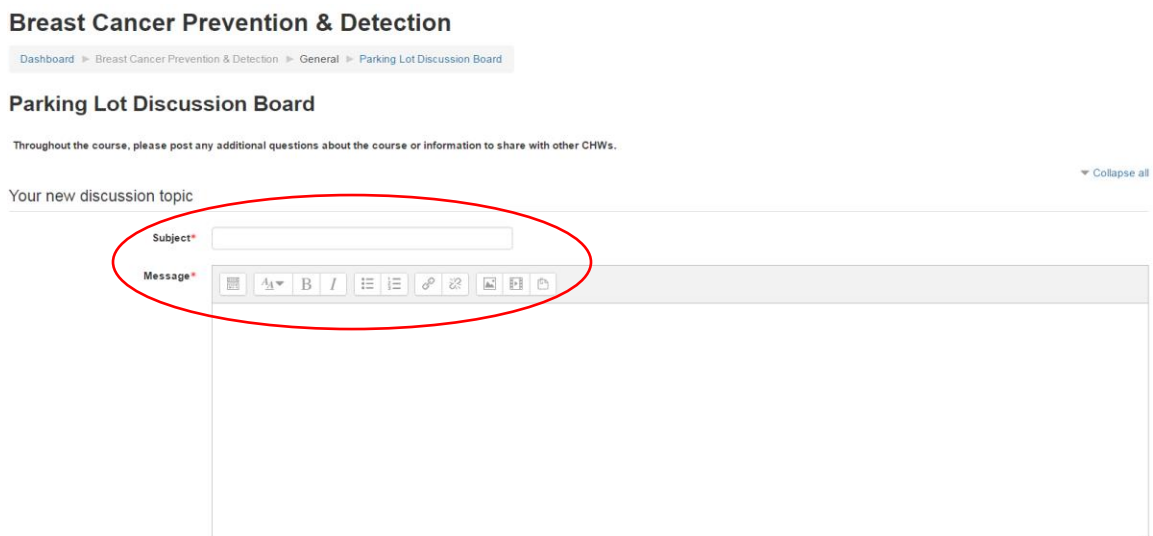 Breast Cancer Prevention & Detection
Dashboard ► Breast Cancer Prevention & Detection ► General ► Parking Lot Discussion Board
Parking Lot Discussion Board
Throughout the course, please post any additional questions about the course or information to share with other CHWs.
▼ Collapse all
Your new discussion topic
Subject*
Message*
B I